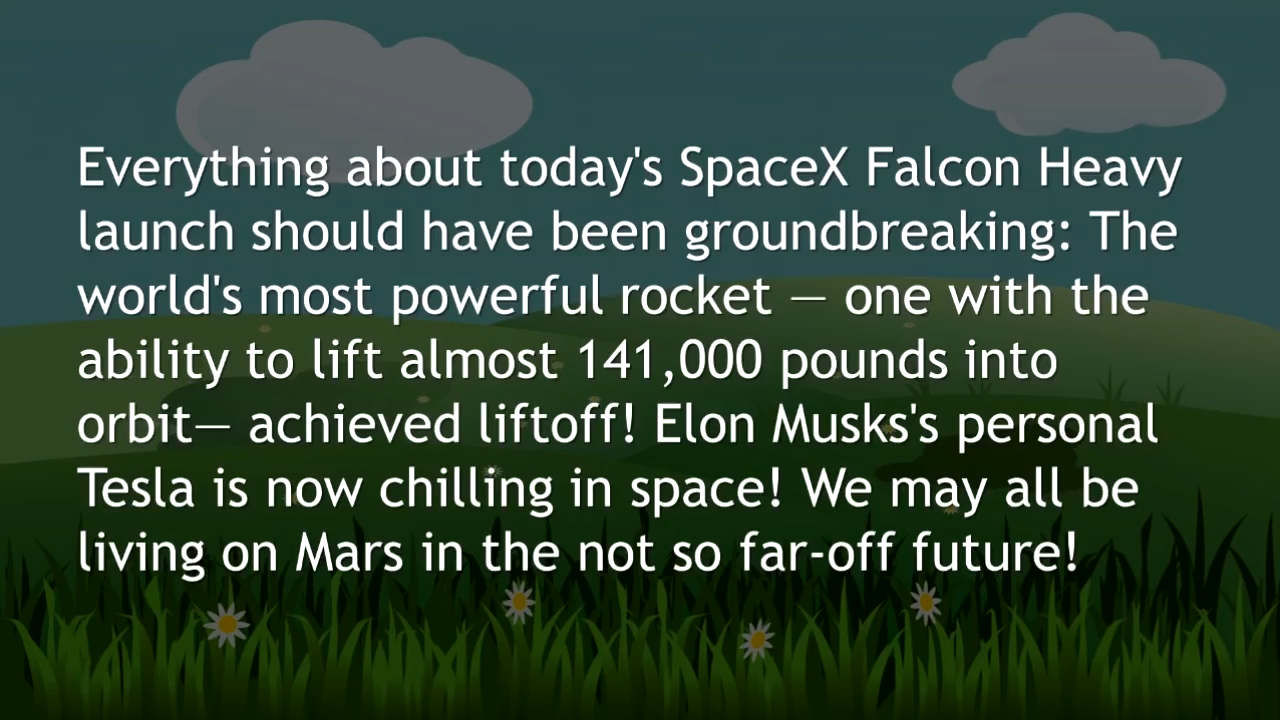 Everything about today's SpaceX Falcon Heavy
launch should have been groundbreaking: The
world's most powerful rocket — one with the
ability to lift almost 141,000 pounds into
orbit— achieved liftoff! Elon Musks's personal
Tesla is now chilling in space! We may all be
living on Mars in the not so far-off future!